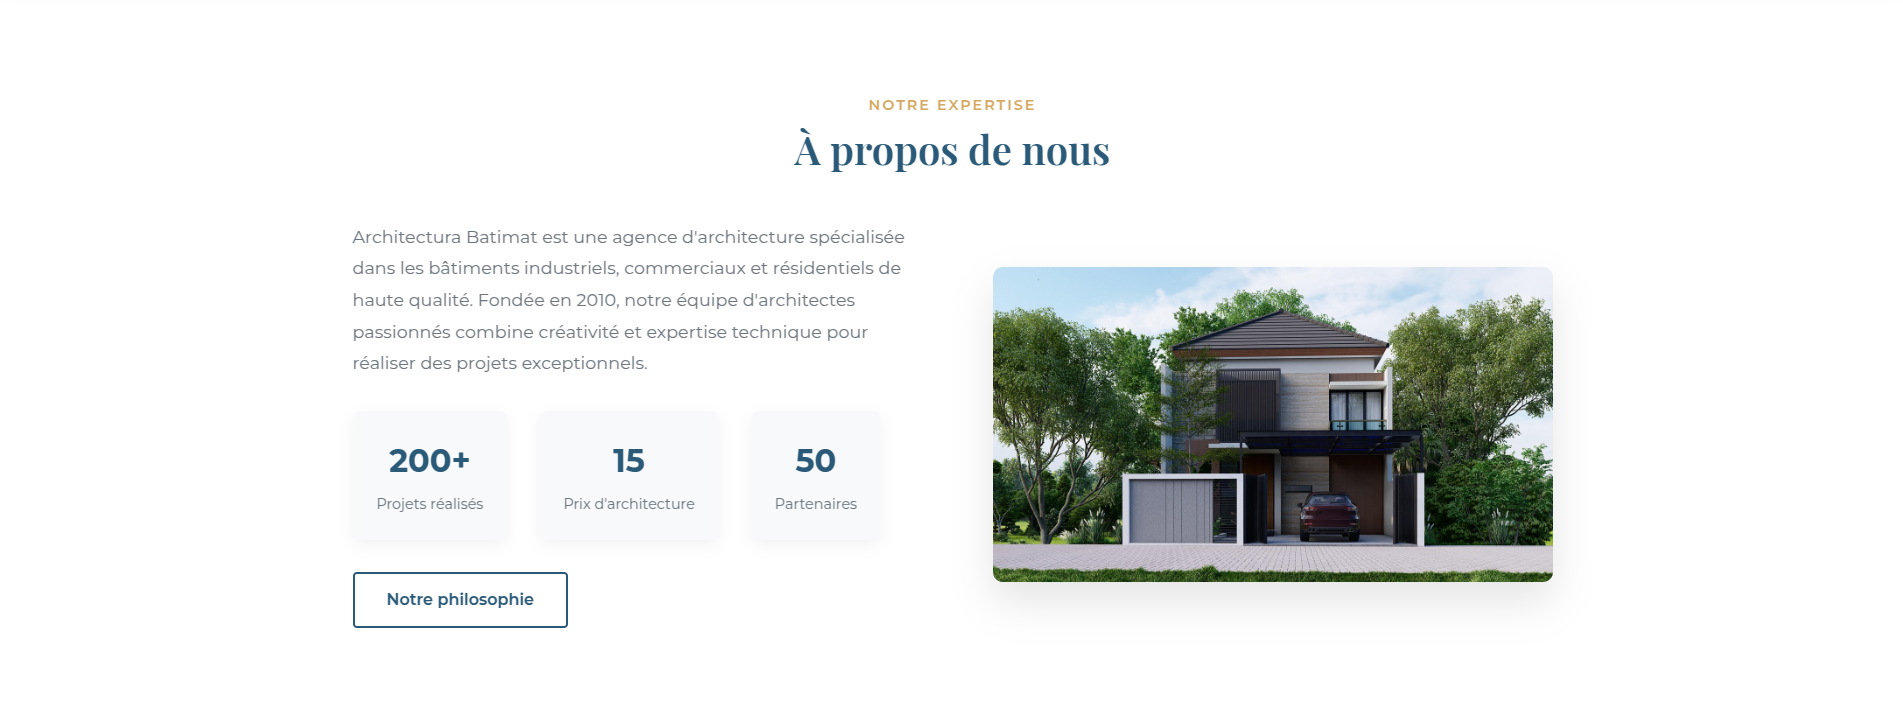 NOTRE EXPERTISE
À propos de nous
Architectura Batimat est une agence d'architecture spécialisée
dans les bâtiments industriels, commerciaux et résidentiels de
haute qualité. Fondée en 2010, notre équipe d'architectes
passionnés combine créativité et expertise technique pour
réaliser des projets exceptionnels.
200+
Projets réalisés
15
Prix d'architecture
50
Partenaires
Notre philosophie